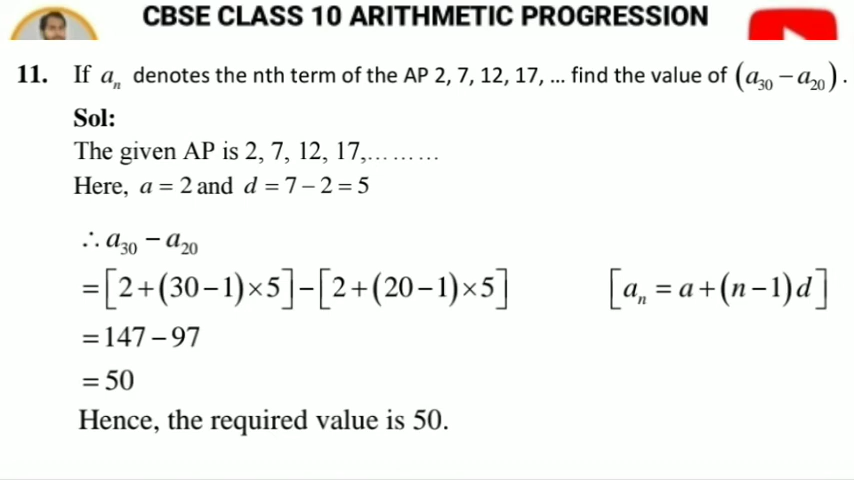 CBSE CLASS 10 ARITHMETIC PROGRESSION
11. If aₙ denotes the nth term of the AP 2, 7, 12, 17, ... find the value of (a₃₀ − a₂₀).
Sol:
The given AP is 2, 7, 12, 17,………
Here, a = 2 and d = 7 − 2 = 5
∴ a₃₀ − a₂₀
= [2 + (30 − 1) × 5] − [2 + (20 − 1) × 5] [aₙ = a + (n − 1) d]
= 147 − 97
= 50
Hence, the required value is 50.